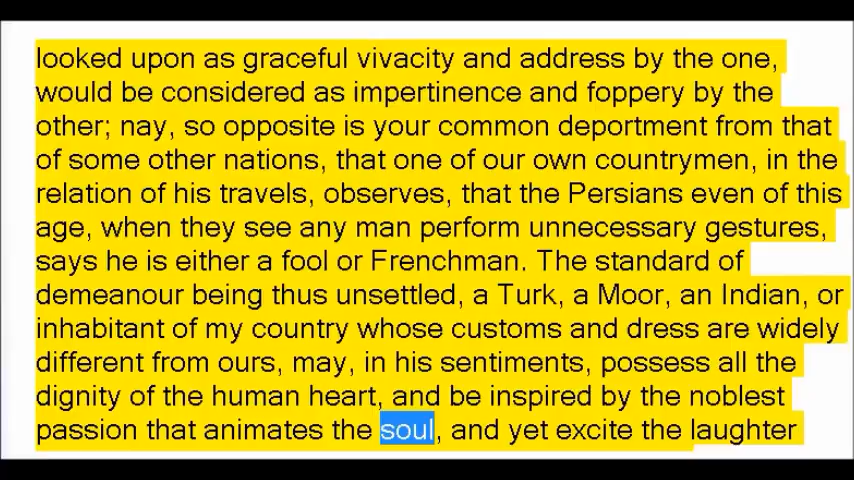 looked upon as graceful vivacity and address by the one,
would be considered as impertinence and foppery by the
other; nay, so opposite is your common deportment from that
of some other nations, that one of our own countrymen, in the
relation of his travels, observes, that the Persians even of this
age, when they see any man perform unnecessary gestures,
says he is either a fool or Frenchman. The standard of
demeanour being thus unsettled, a Turk, a Moor, an Indian, or
inhabitant of my country whose customs and dress are widely
different from ours, may, in his sentiments, possess all the
dignity of the human heart, and be inspired by the noblest
passion that animates the soul, and yet excite the laughter